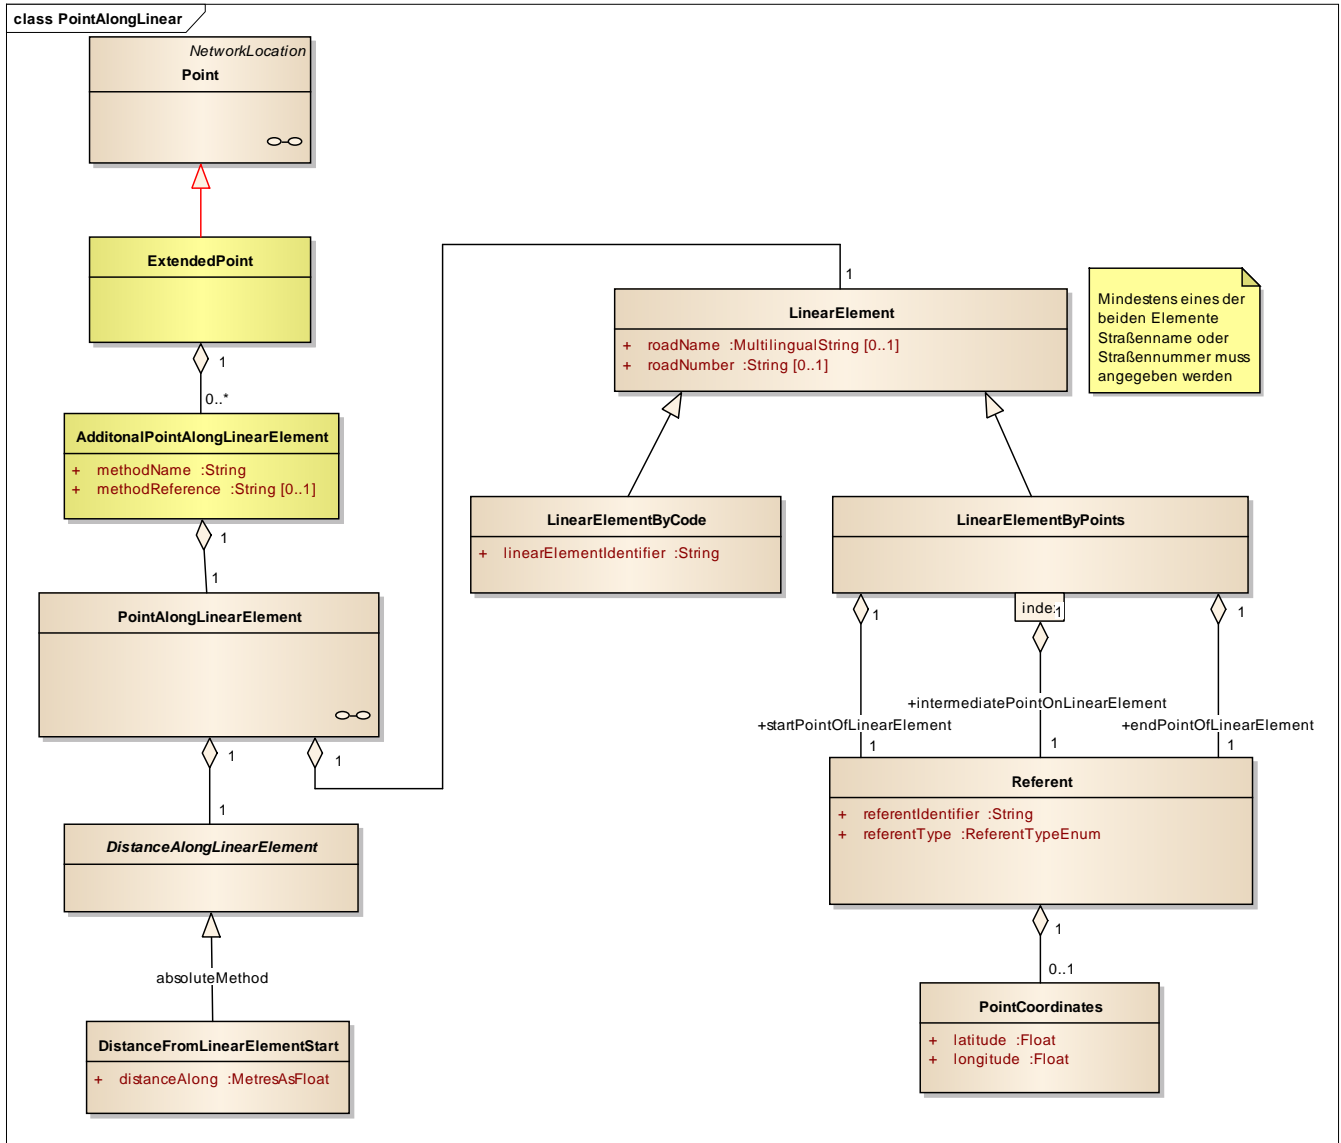 class PointAlongLinear
NetworkLocation
Point
ExtendedPoint
1
0..*
AdditonalPointAlongLinearElement
+ methodName :String
+ methodReference :String [0..1]
1
1
PointAlongLinearElement
1
1
1
DistanceAlongLinearElement
absoluteMethod
DistanceFromLinearElementStart
+ distanceAlong :MetresAsFloat
1
LinearElement
+ roadName :MultilingualString [0..1]
+ roadNumber :String [0..1]
Mindestens eines der
beiden Elemente
Straßenname oder
Straßennummer muss
angegeben werden
LinearElementByCode
+ linearElementIdentifier :String
LinearElementByPoints
1
index
1
1
+startPointOfLinearElement
+intermediatePointOnLinearElement
+endPointOfLinearElement
1
1
1
Referent
+ referentIdentifier :String
+ referentType :ReferentTypeEnum
1
0..1
PointCoordinates
+ latitude :Float
+ longitude :Float